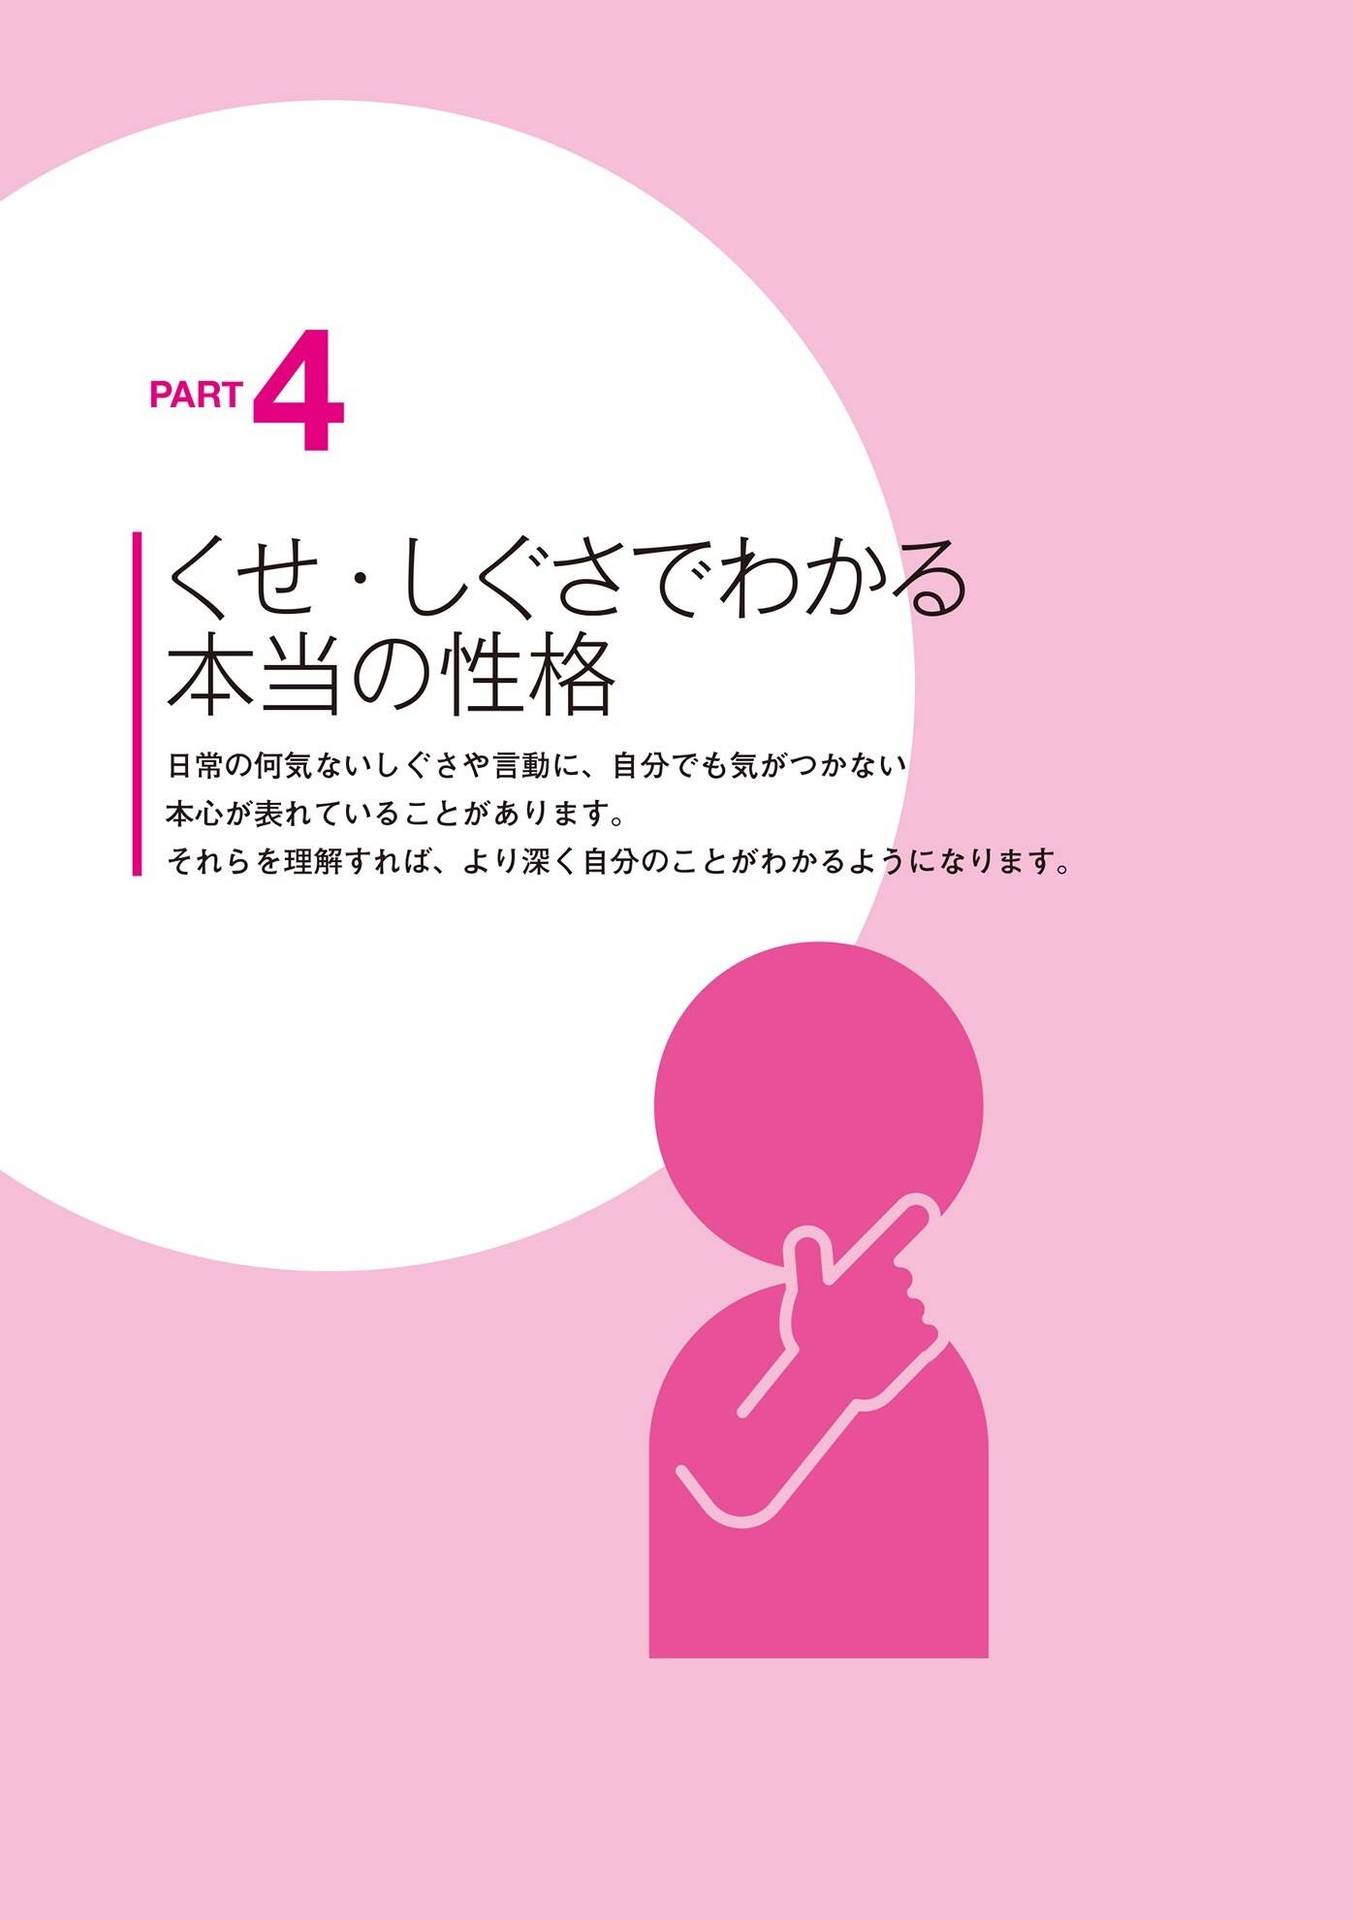 PART 4
くせ・しぐさでわかる
本当の性格
日常の何気ないしぐさや言動に、自分でも気がつかない
本心が表れていることがあります。
それらを理解すれば、より深く自分のことがわかるようになります。